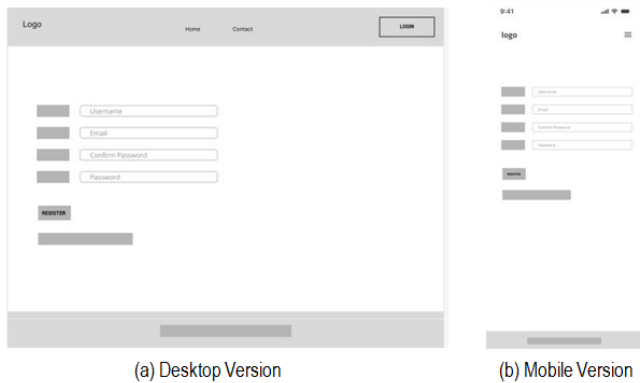 Logo
Home Contact
LOGIN
Username
Email
Confirm Password
Password
REGISTER
(a) Desktop Version
9:41
logo
Username
Email
Confirm Password
Password
REGISTER
(b) Mobile Version